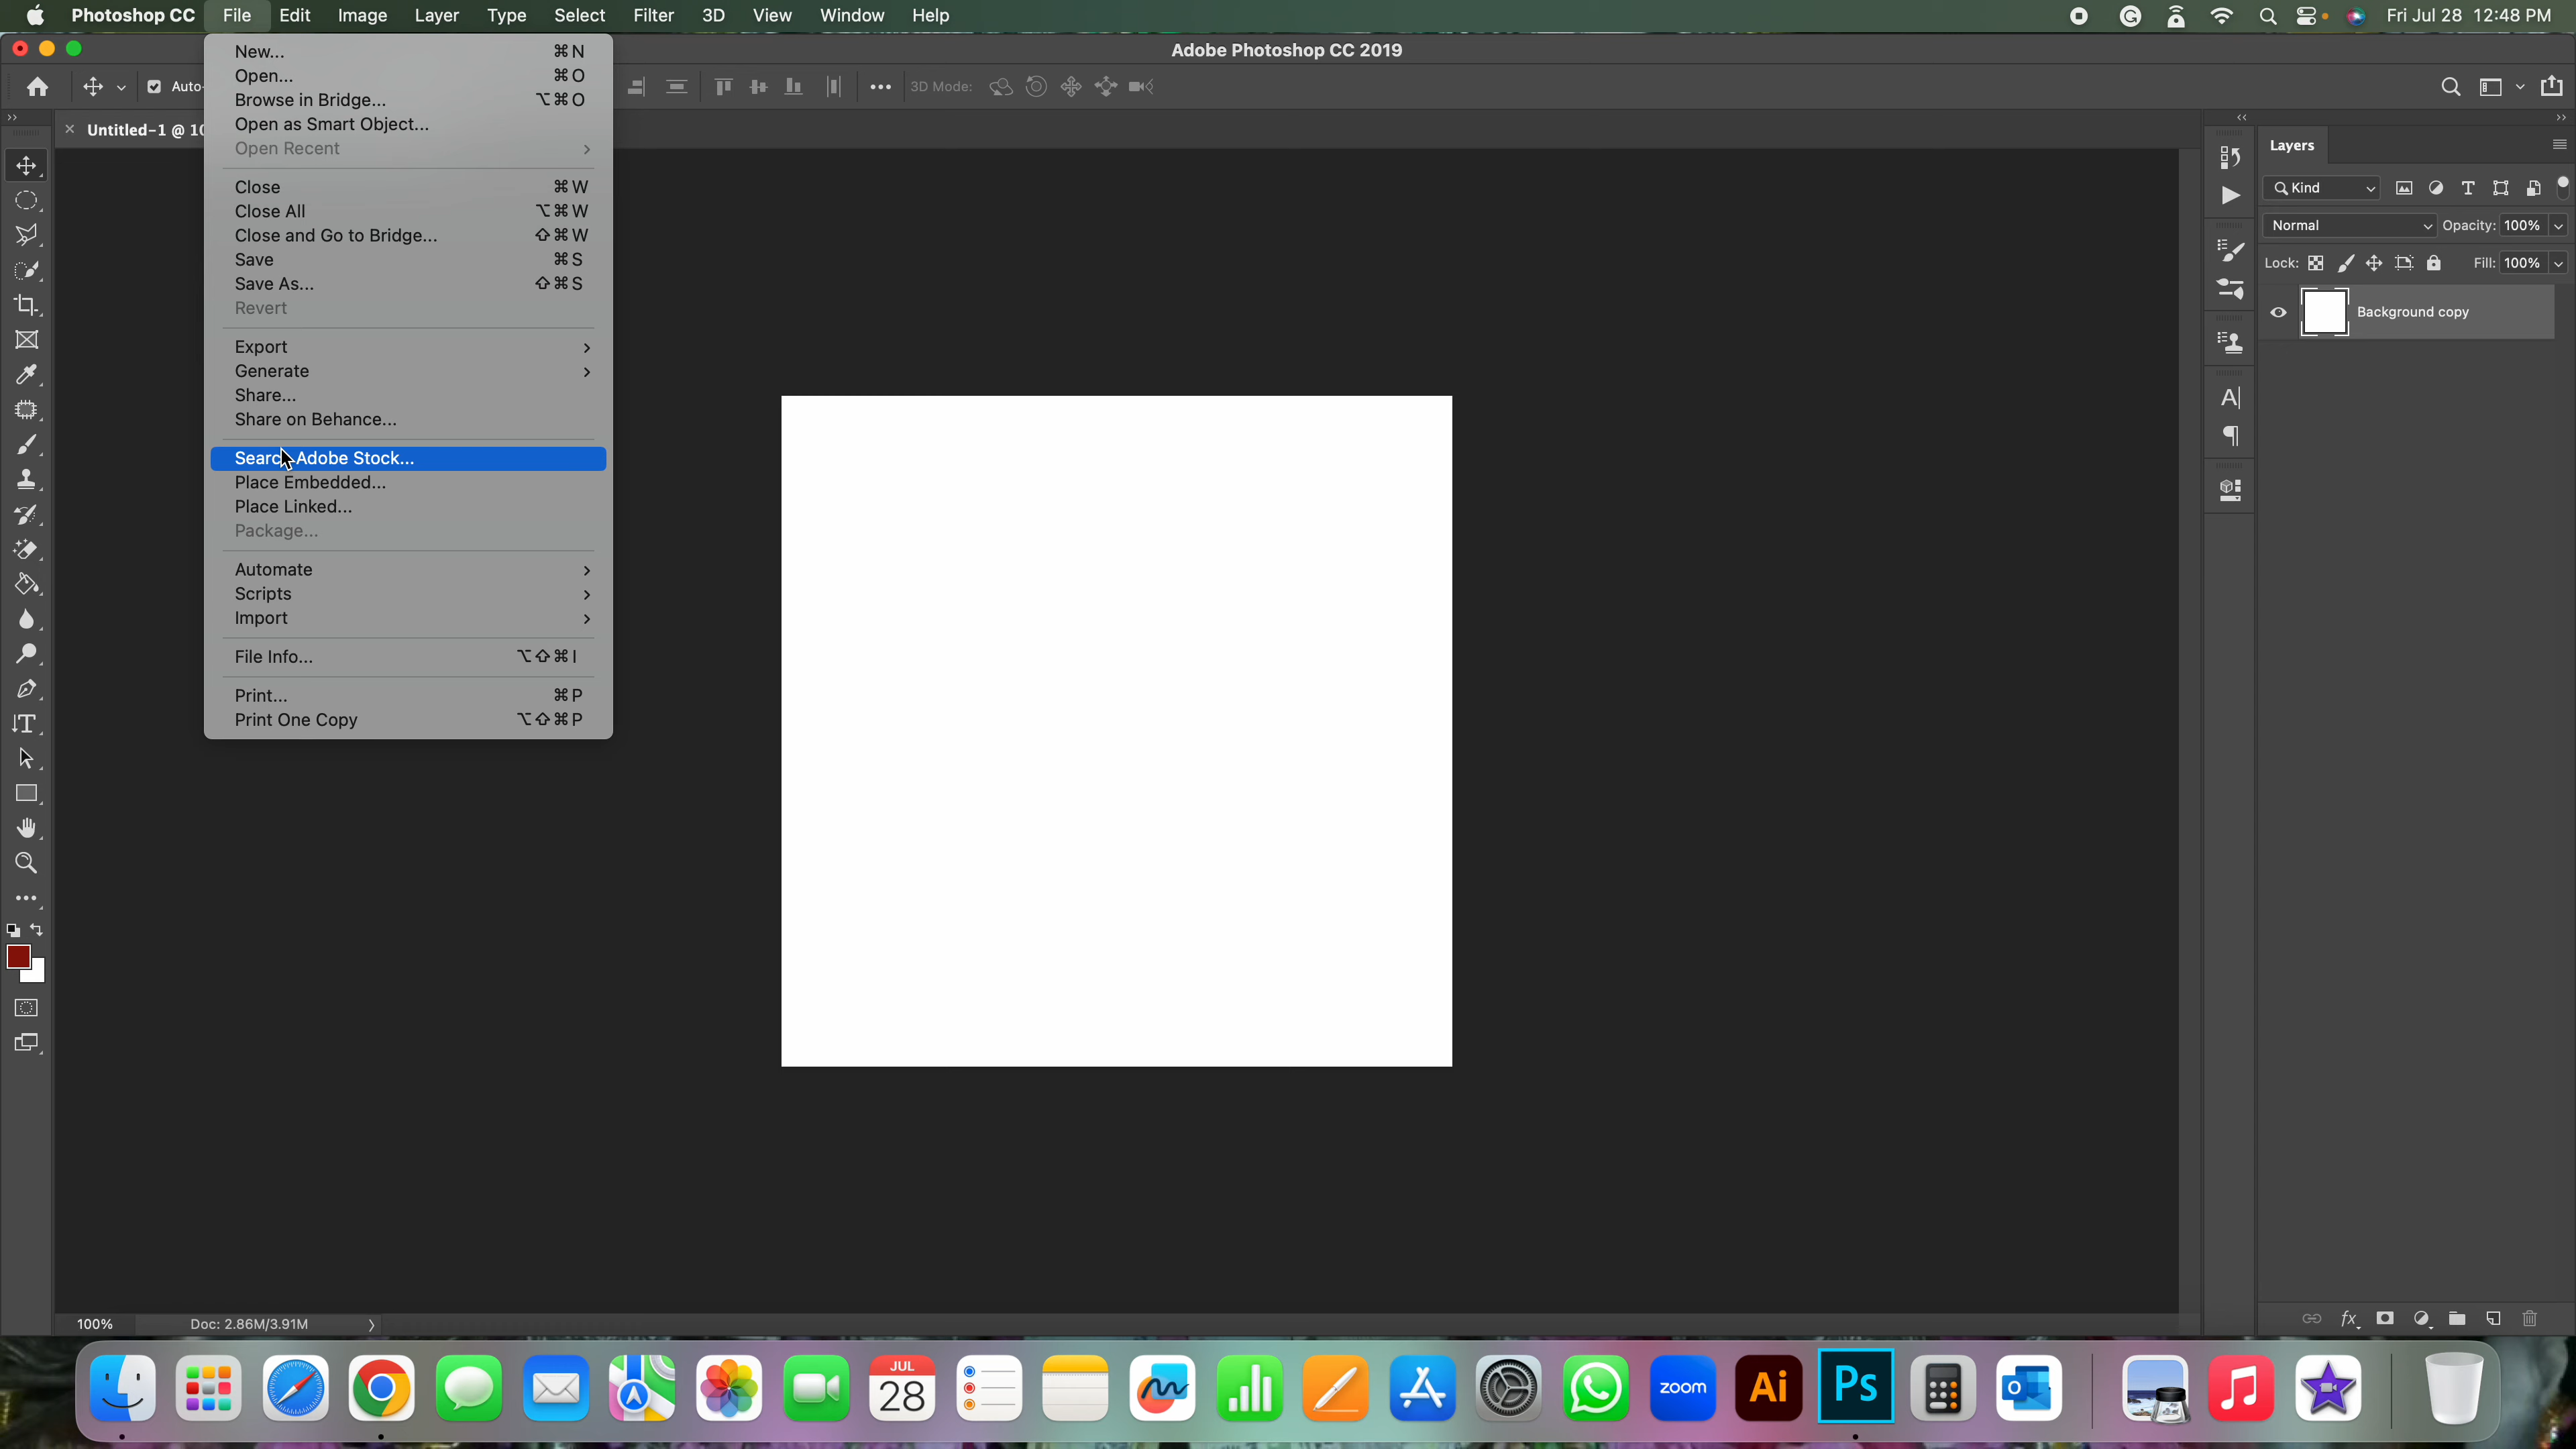 Photoshop CC File Edit Image Layer Type Select Filter 3D View Window Help Fri Jul 28 12:48 PM
Adobe Photoshop CC 2019
Auto- 3D Mode:
Untitled-1 @ 10
New... ⌘N
Open... ⌘O
Browse in Bridge... ⌥⌘O
Open as Smart Object...
Open Recent >
Close ⌘W
Close All ⌥⌘W
Close and Go to Bridge... ⇧⌘W
Save ⌘S
Save As... ⇧⌘S
Revert
Export >
Generate >
Share...
Share on Behance...
Search Adobe Stock...
Place Embedded...
Place Linked...
Package...
Automate >
Scripts >
Import >
File Info... ⌥⇧⌘I
Print... ⌘P
Print One Copy ⌥⇧⌘P
Layers
Kind
Normal Opacity: 100%
Lock: Fill: 100%
Background copy
fx
100% Doc: 2.86M/3.91M >
JUL
28
zoom
Ai
Ps
O